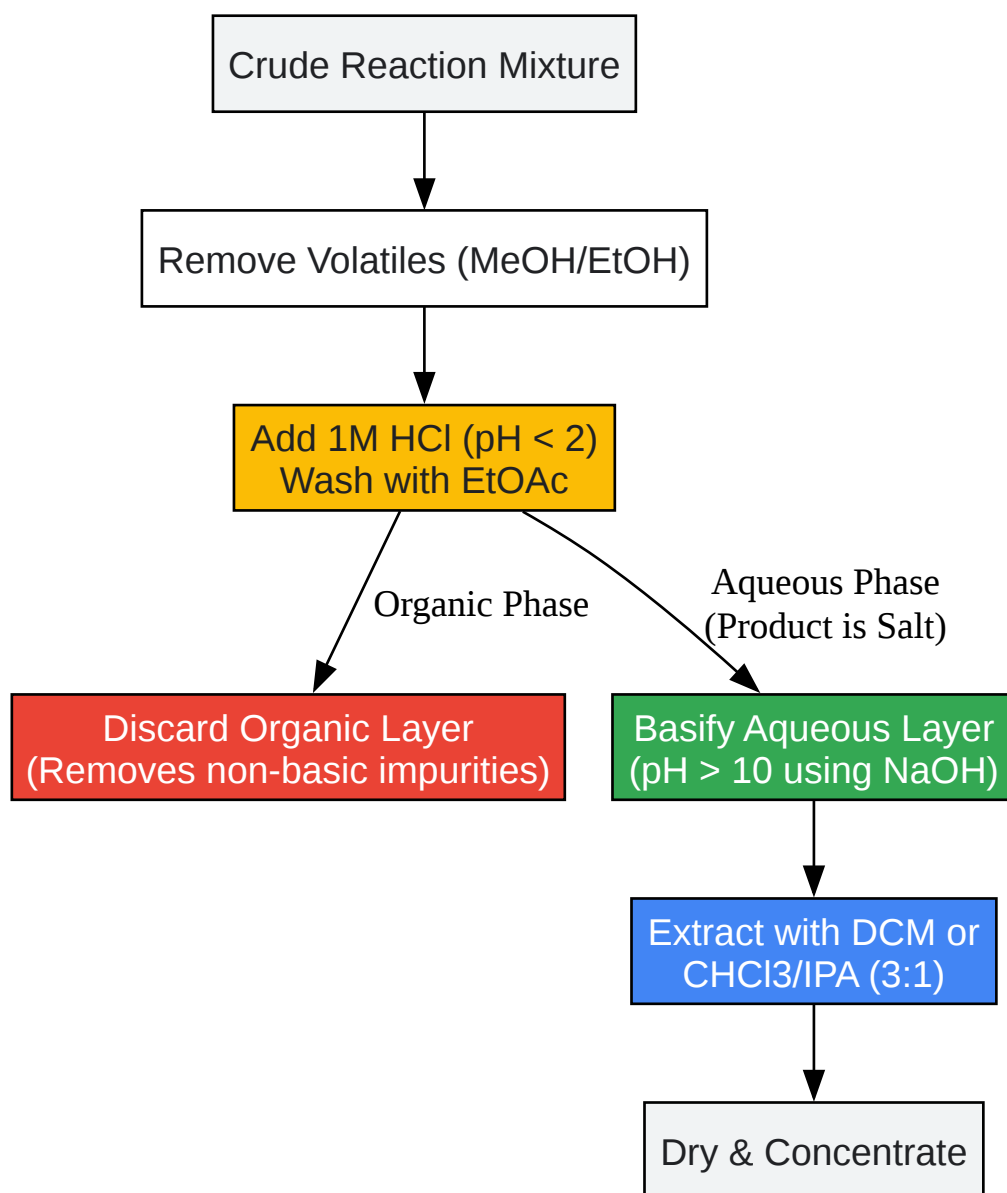 Crude Reaction Mixture
Remove Volatiles (MeOH/EtOH)
Add 1M HCl (pH < 2)
Wash with EtOAc
Organic Phase
Aqueous Phase
(Product is Salt)
Discard Organic Layer
(Removes non-basic impurities)
Basify Aqueous Layer
(pH > 10 using NaOH)
Extract with DCM or
CHCl3/IPA (3:1)
Dry & Concentrate